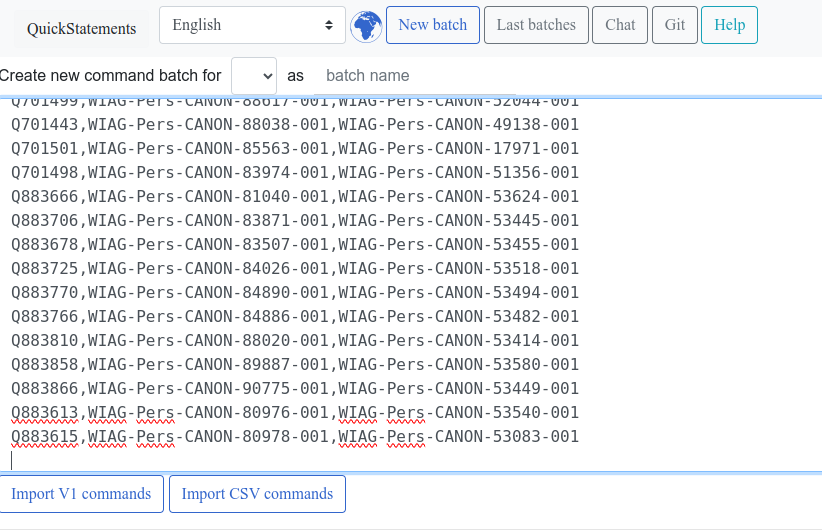 QuickStatements English New batch Last batches Chat Git Help
Create new command batch for as batch name
Q701499,WIAG-Pers-CANON-88617-001,WIAG-Pers-CANON-52044-001
Q701443,WIAG-Pers-CANON-88038-001,WIAG-Pers-CANON-49138-001
Q701501,WIAG-Pers-CANON-85563-001,WIAG-Pers-CANON-17971-001
Q701498,WIAG-Pers-CANON-83974-001,WIAG-Pers-CANON-51356-001
Q883666,WIAG-Pers-CANON-81040-001,WIAG-Pers-CANON-53624-001
Q883706,WIAG-Pers-CANON-83871-001,WIAG-Pers-CANON-53445-001
Q883678,WIAG-Pers-CANON-83507-001,WIAG-Pers-CANON-53455-001
Q883725,WIAG-Pers-CANON-84026-001,WIAG-Pers-CANON-53518-001
Q883770,WIAG-Pers-CANON-84890-001,WIAG-Pers-CANON-53494-001
Q883766,WIAG-Pers-CANON-84886-001,WIAG-Pers-CANON-53482-001
Q883810,WIAG-Pers-CANON-88020-001,WIAG-Pers-CANON-53414-001
Q883858,WIAG-Pers-CANON-89887-001,WIAG-Pers-CANON-53580-001
Q883866,WIAG-Pers-CANON-90775-001,WIAG-Pers-CANON-53449-001
Q883613,WIAG-Pers-CANON-80976-001,WIAG-Pers-CANON-53540-001
Q883615,WIAG-Pers-CANON-80978-001,WIAG-Pers-CANON-53083-001
Import V1 commands Import CSV commands